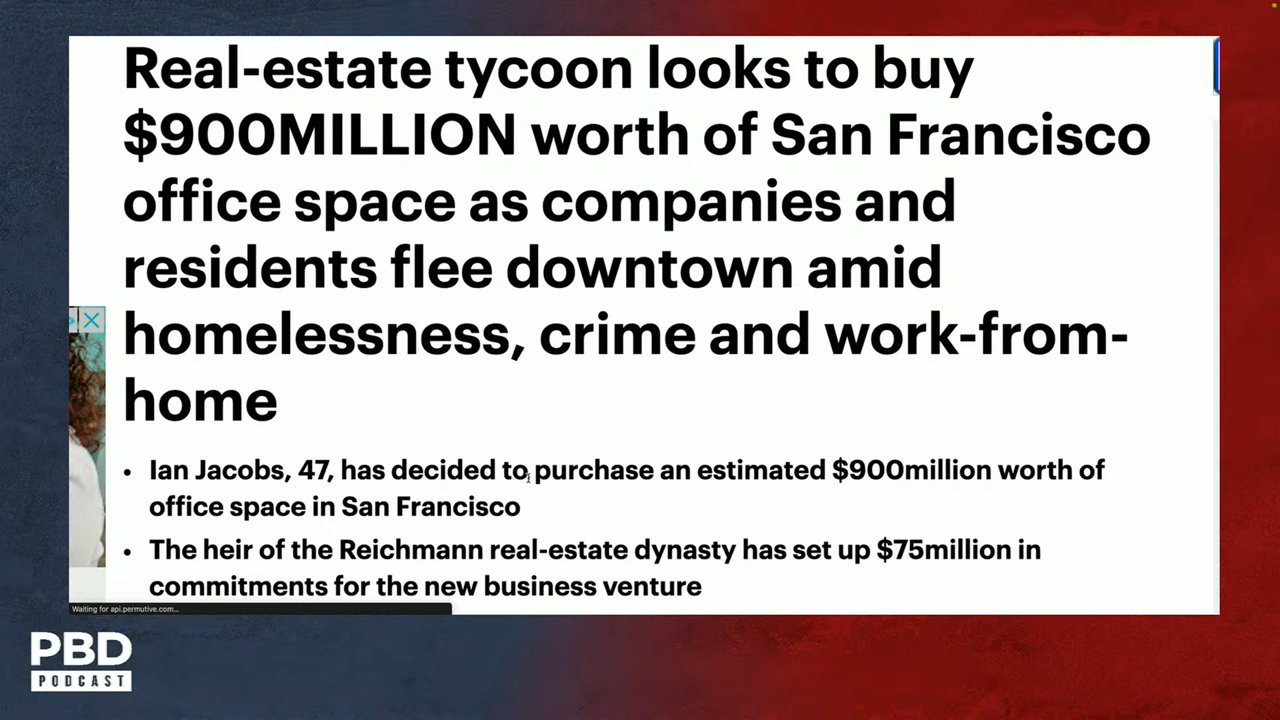 Real-estate tycoon looks to buy
$900MILLION worth of San Francisco
office space as companies and
residents flee downtown amid
homelessness, crime and work-from-
home
• Ian Jacobs, 47, has decided to purchase an estimated $900million worth of
office space in San Francisco
• The heir of the Reichmann real-estate dynasty has set up $75million in
commitments for the new business venture
Waiting for api.permutive.com...
PBD
PODCAST